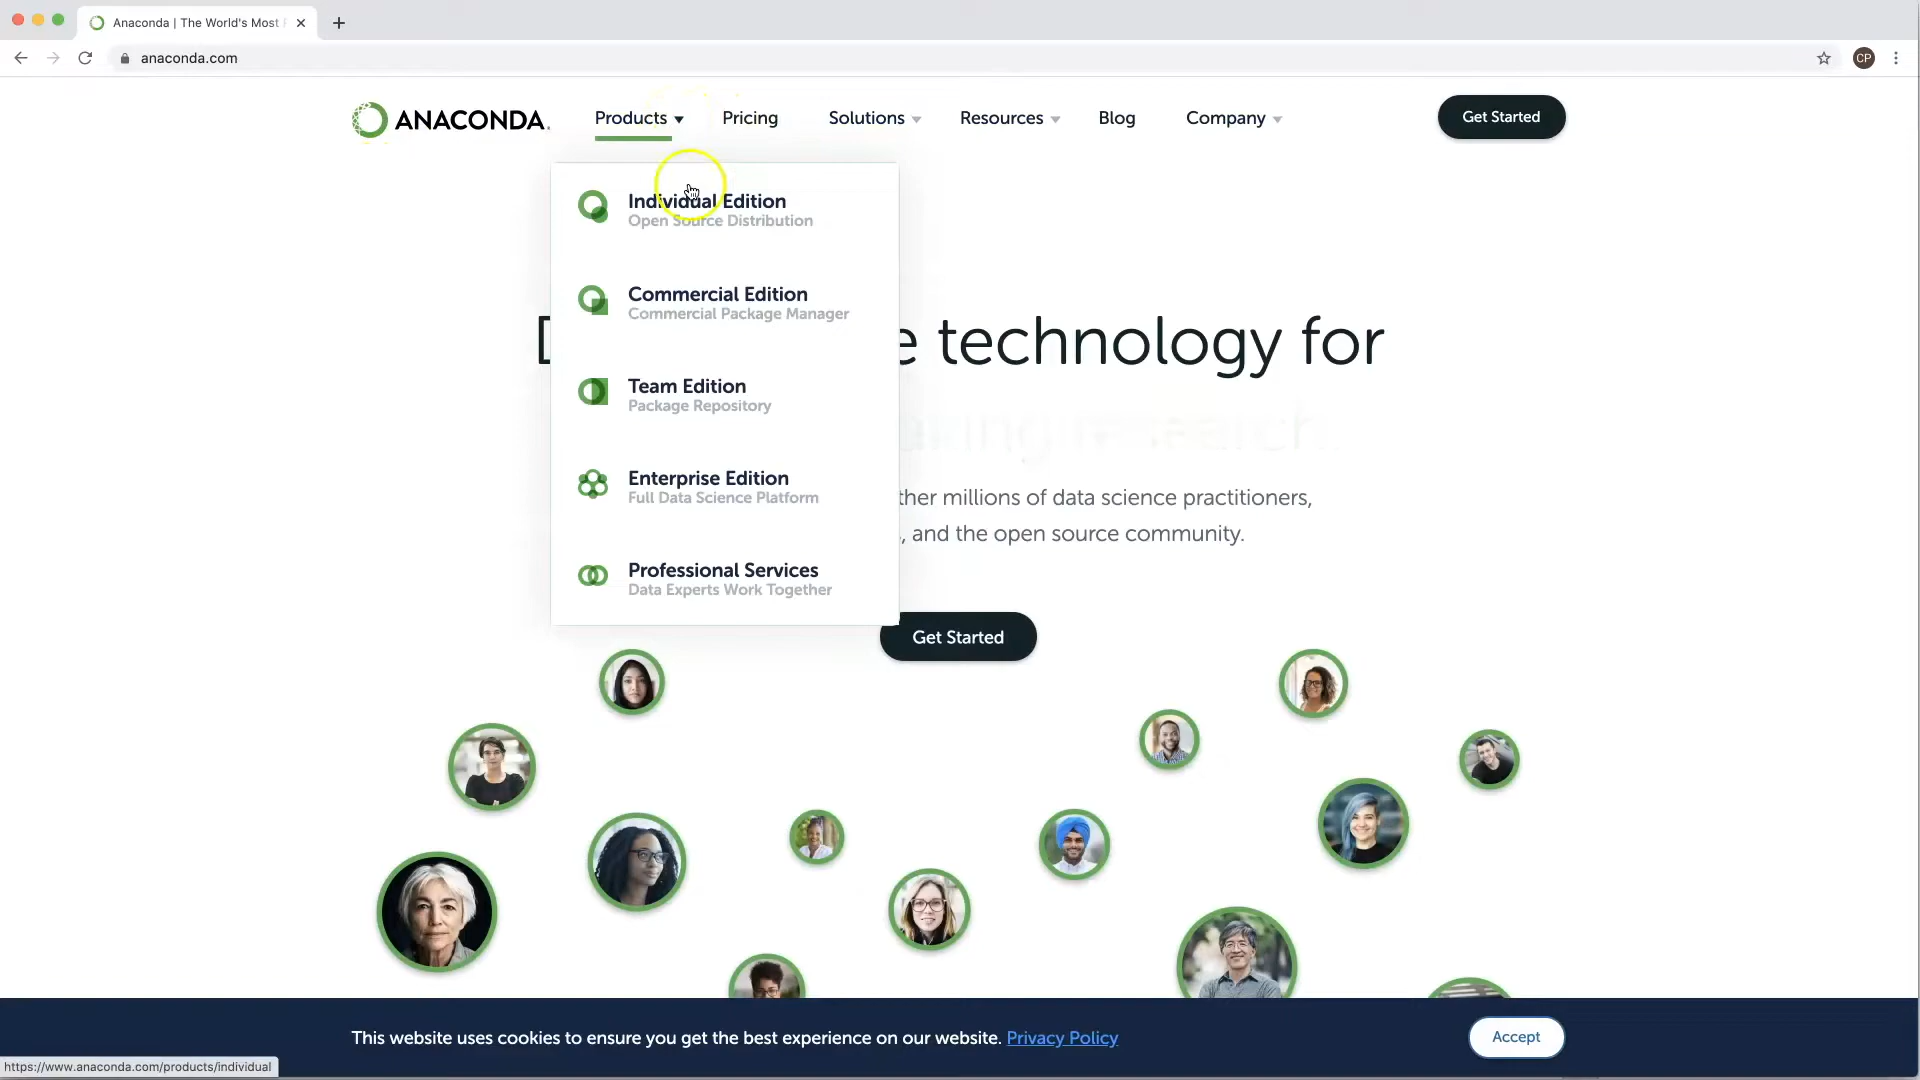 Anaconda | The World's Most
anaconda.com
CP
ANACONDA.
Products
Pricing
Solutions
Resources
Blog
Company
Get Started
Individual Edition
Open Source Distribution
Commercial Edition
Commercial Package Manager
Team Edition
Package Repository
Enterprise Edition
Full Data Science Platform
Professional Services
Data Experts Work Together
technology for
research.
millions of data science practitioners,
, and the open source community.
Get Started
This website uses cookies to ensure you get the best experience on our website. Privacy Policy
Accept
https://www.anaconda.com/products/individual